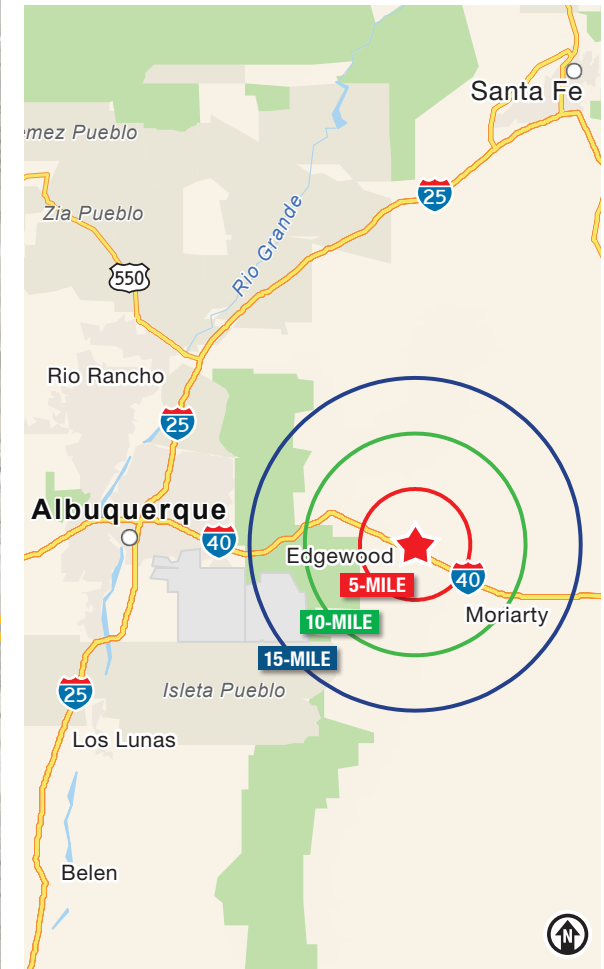 Santa Fe
emez Pueblo
25
Zia Pueblo
Rio Grande
550
Rio Rancho
25
Albuquerque
40
Edgewood
40
5-MILE
Moriarty
10-MILE
15-MILE
Isleta Pueblo
25
Los Lunas
Belen
N